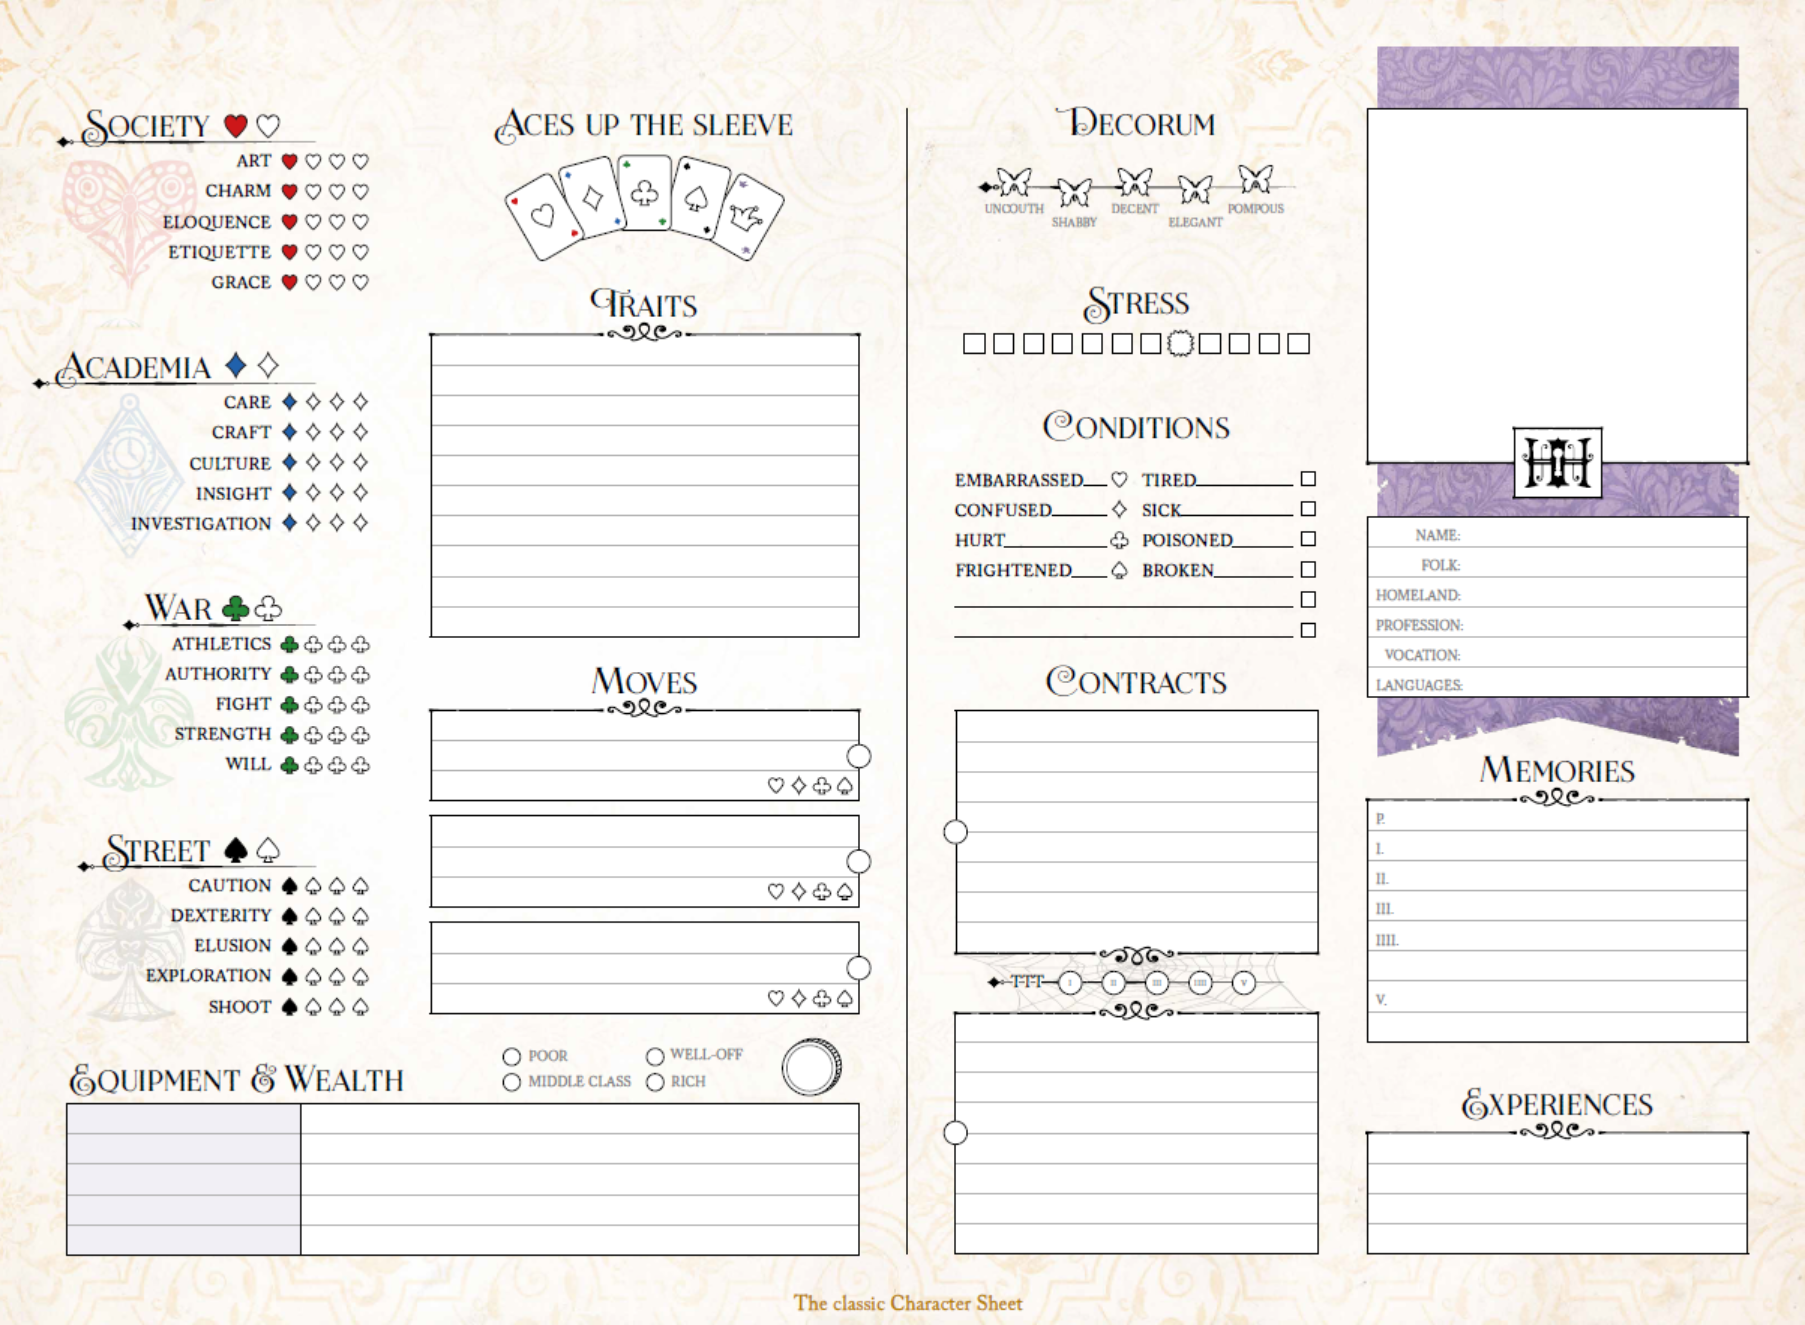 SOCIETY
ART
CHARM
ELOQUENCE
ETIQUETTE
GRACE
ACADEMIA
CARE
CRAFT
CULTURE
INSIGHT
INVESTIGATION
WAR
ATHLETICS
AUTHORITY
FIGHT
STRENGTH
WILL
STREET
CAUTION
DEXTERITY
ELUSION
EXPLORATION
SHOOT
ACES UP THE SLEEVE
TRAITS
MOVES
EQUIPMENT & WEALTH
POOR
WELL-OFF
MIDDLE CLASS
RICH
DECORUM
UNCOUTH
SHABBY
DECENT
ELEGANT
POMPOUS
STRESS
CONDITIONS
EMBARRASSED
TIRED
CONFUSED
SICK
HURT
POISONED
FRIGHTENED
BROKEN
CONTRACTS
I II III IIII V
HH
NAME:
FOLK:
HOMELAND:
PROFESSION:
VOCATION:
LANGUAGES:
MEMORIES
P.
I.
II.
III.
IIII.
V.
EXPERIENCES
The classic Character Sheet